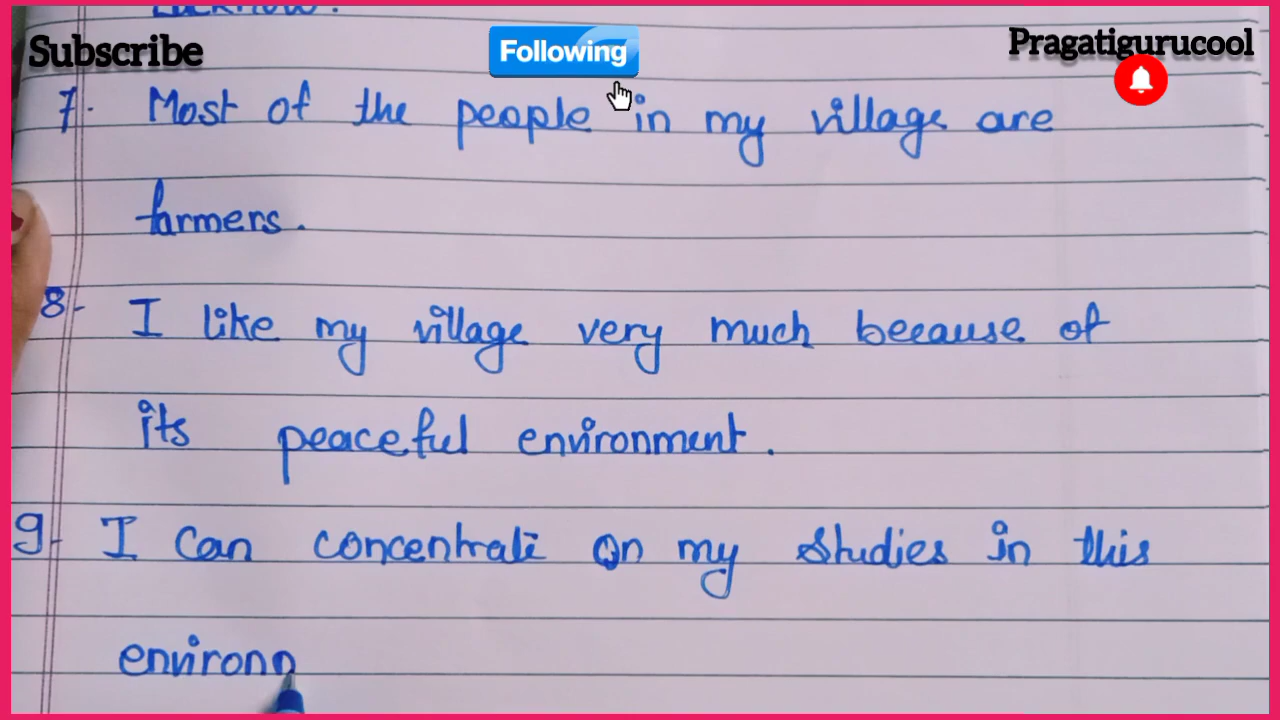 Subscribe
Following
Pragatigurucool
7. Most of the people in my village are
farmers.
8- I like my village very much because of
its peaceful environment.
9- I can concentrate on my studies in this
environn